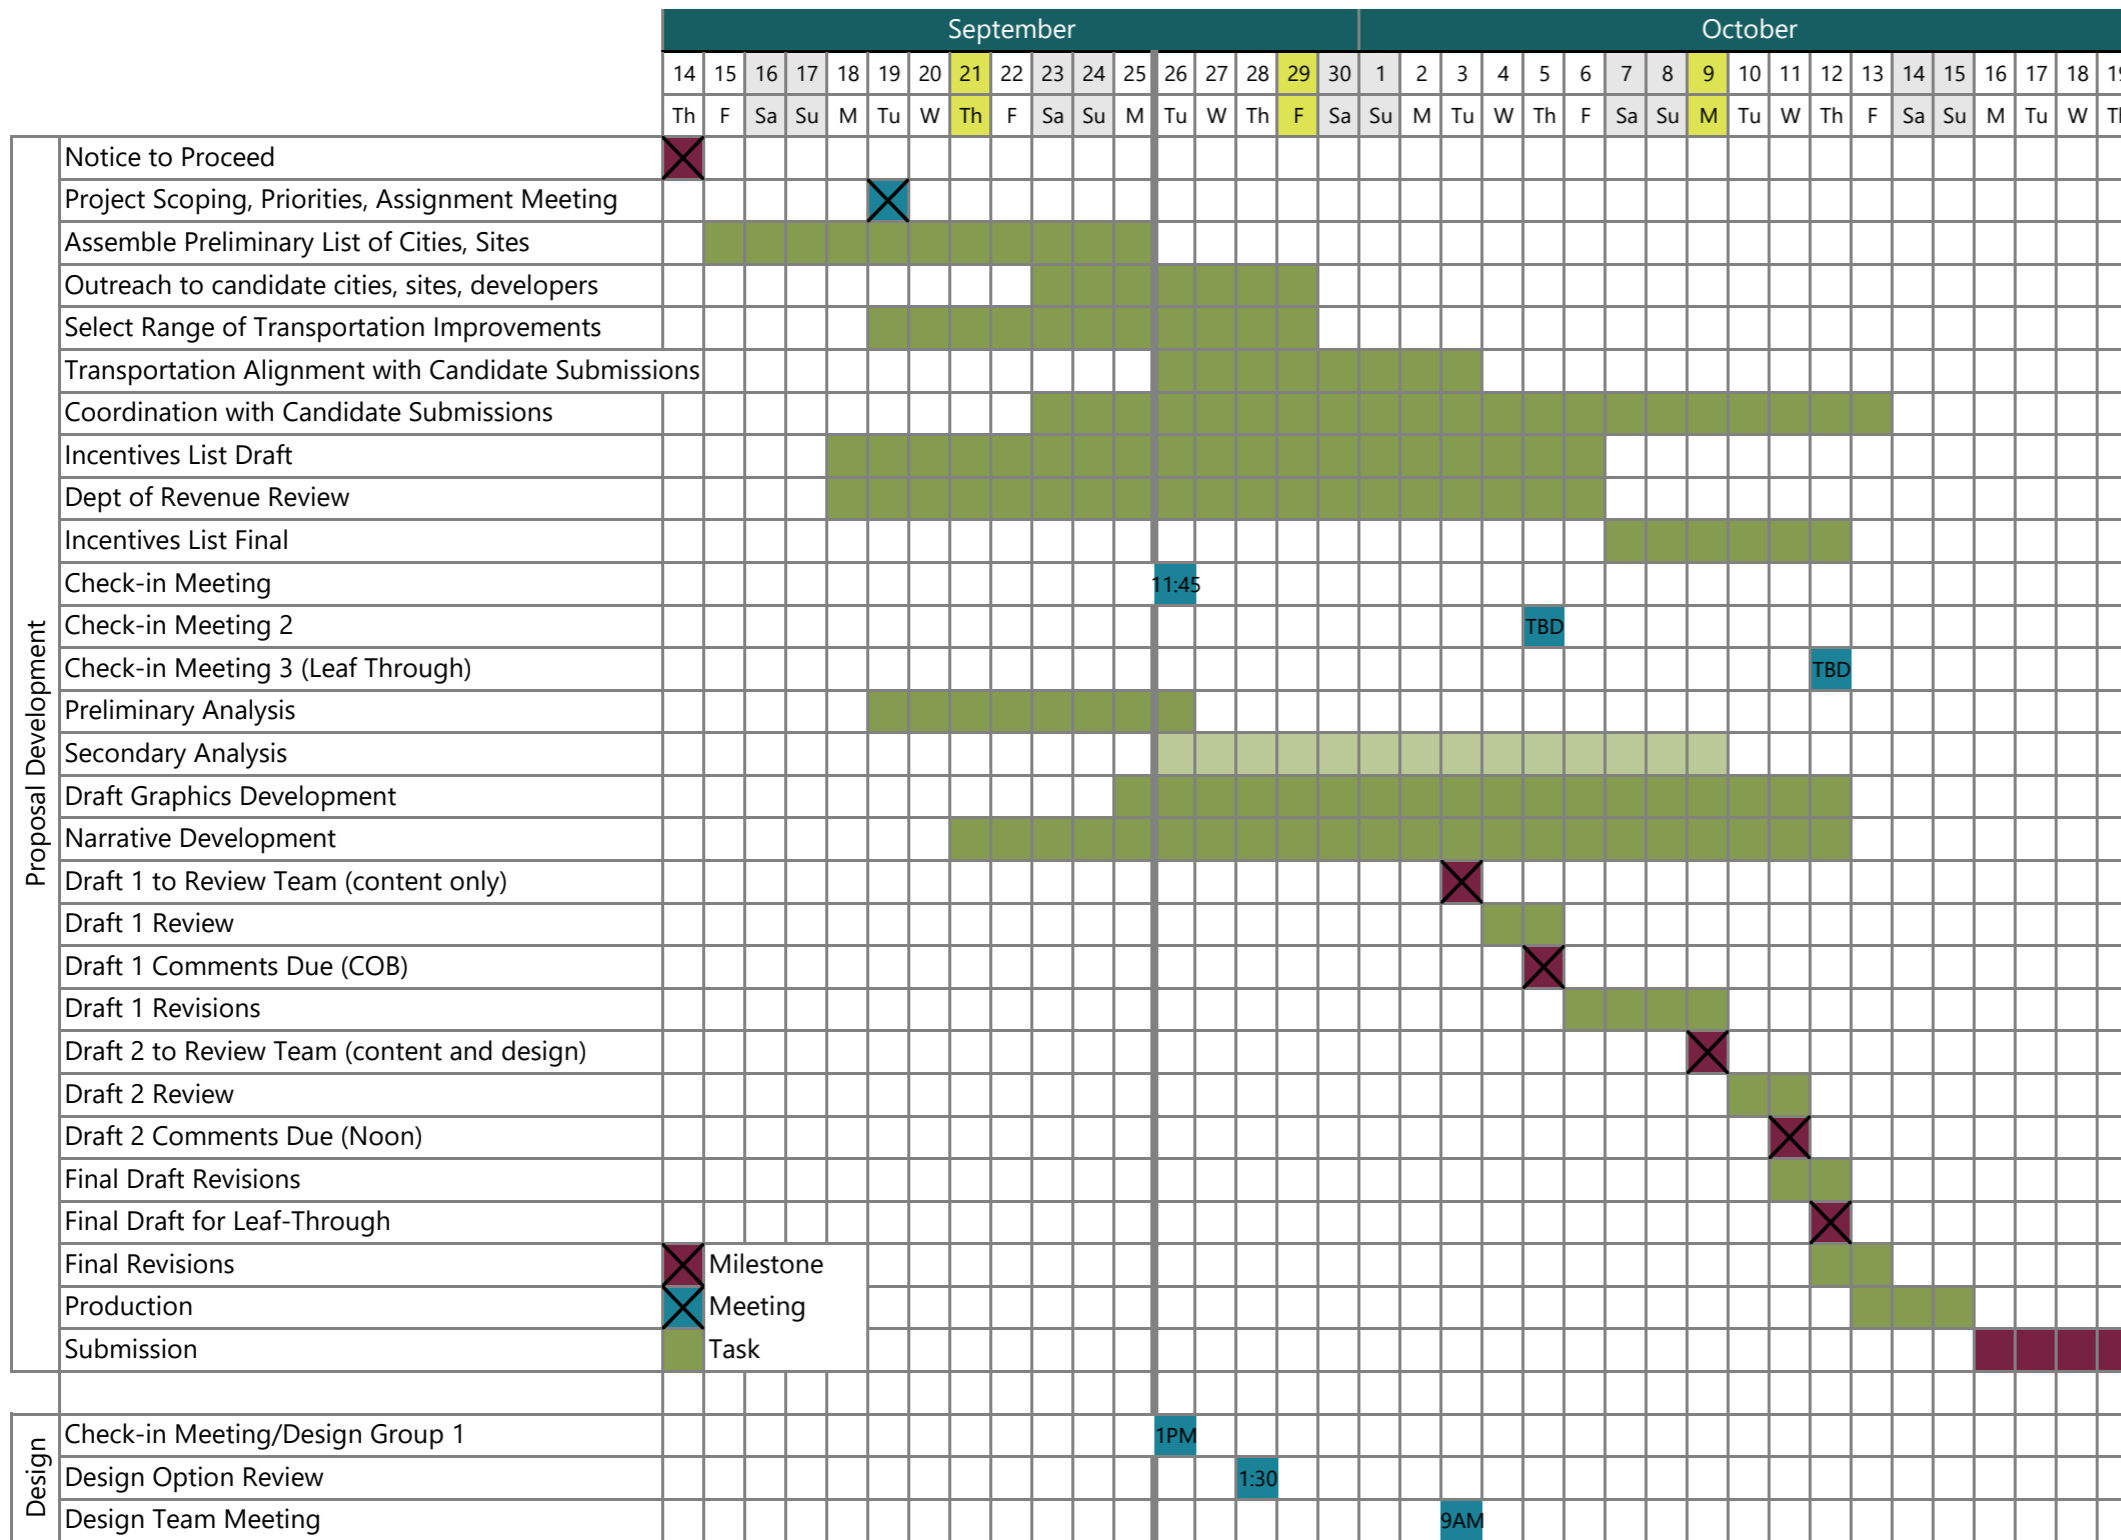 September October
14 15 16 17 18 19 20 21 22 23 24 25 26 27 28 29 30 1 2 3 4 5 6 7 8 9 10 11 12 13 14 15 16 17 18 19
Th F Sa Su M Tu W Th F Sa Su M Tu W Th F Sa Su M Tu W Th F Sa Su M Tu W Th F Sa Su M Tu W Th
Proposal Development
Notice to Proceed
Project Scoping, Priorities, Assignment Meeting
Assemble Preliminary List of Cities, Sites
Outreach to candidate cities, sites, developers
Select Range of Transportation Improvements
Transportation Alignment with Candidate Submissions
Coordination with Candidate Submissions
Incentives List Draft
Dept of Revenue Review
Incentives List Final
Check-in Meeting 11:45
Check-in Meeting 2 TBD
Check-in Meeting 3 (Leaf Through) TBD
Preliminary Analysis
Secondary Analysis
Draft Graphics Development
Narrative Development
Draft 1 to Review Team (content only)
Draft 1 Review
Draft 1 Comments Due (COB)
Draft 1 Revisions
Draft 2 to Review Team (content and design)
Draft 2 Review
Draft 2 Comments Due (Noon)
Final Draft Revisions
Final Draft for Leaf-Through
Final Revisions Milestone
Production Meeting
Submission Task
Design
Check-in Meeting/Design Group 1 1PM
Design Option Review 1:30
Design Team Meeting 9AM